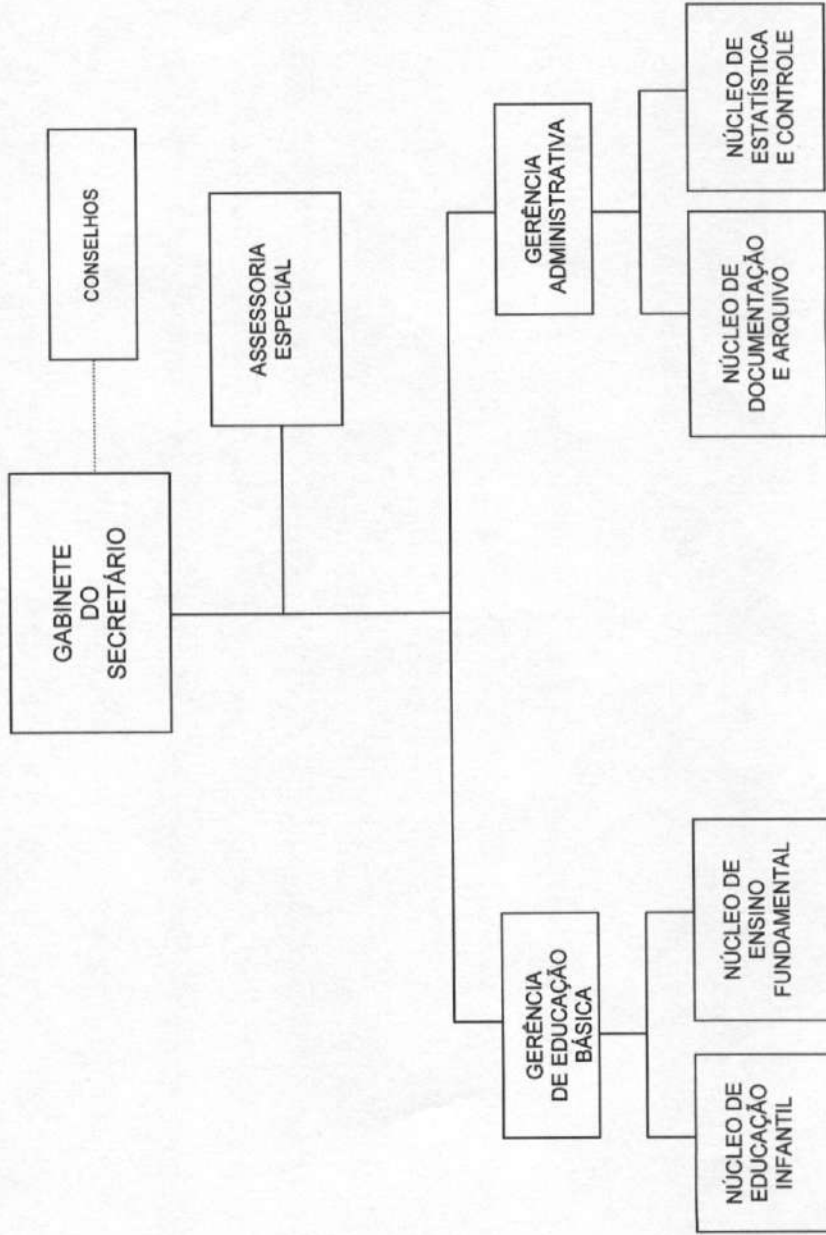 GABINETE
DO
SECRETÁRIO
CONSELHOS
ASSESSORIA
ESPECIAL
GERÊNCIA
DE EDUCAÇÃO
BÁSICA
GERÊNCIA
ADMINISTRATIVA
NÚCLEO DE
EDUCAÇÃO
INFANTIL
NÚCLEO DE
ENSINO
FUNDAMENTAL
NÚCLEO DE
DOCUMENTAÇÃO
E ARQUIVO
NÚCLEO DE
ESTATÍSTICA
E CONTROLE